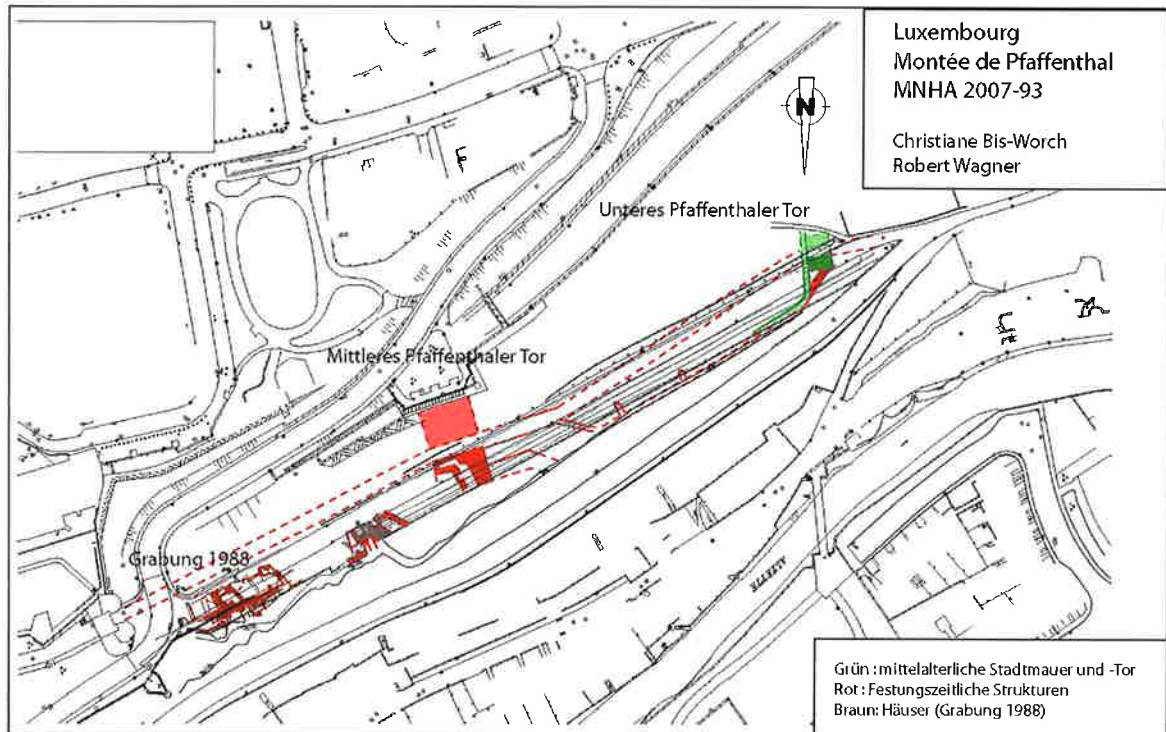 Luxembourg
Montée de Pfaffenthal
MNHA 2007-93
Christiane Bis-Worch
Robert Wagner
N
Unteres Pfaffenthaler Tor
Mittleres Pfaffenthaler Tor
Grabung 1988
ALZETTE
Grün : mittelalterliche Stadtmauer und -Tor
Rot : Festungszeitliche Strukturen
Braun: Häuser (Grabung 1988)